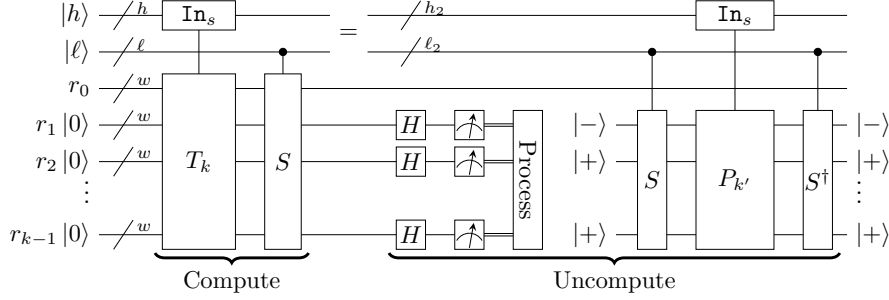 |h⟩ h In_s = h_2 In_s
|ℓ⟩ ℓ ℓ_2
r_0 w
r_1 |0⟩ w H |−⟩ |−⟩
r_2 |0⟩ w T_k S H Process |+⟩ S P_{k′} S† |+⟩
⋮ ⋮ ⋮
r_{k−1} |0⟩ w H |+⟩ |+⟩
Compute Uncompute